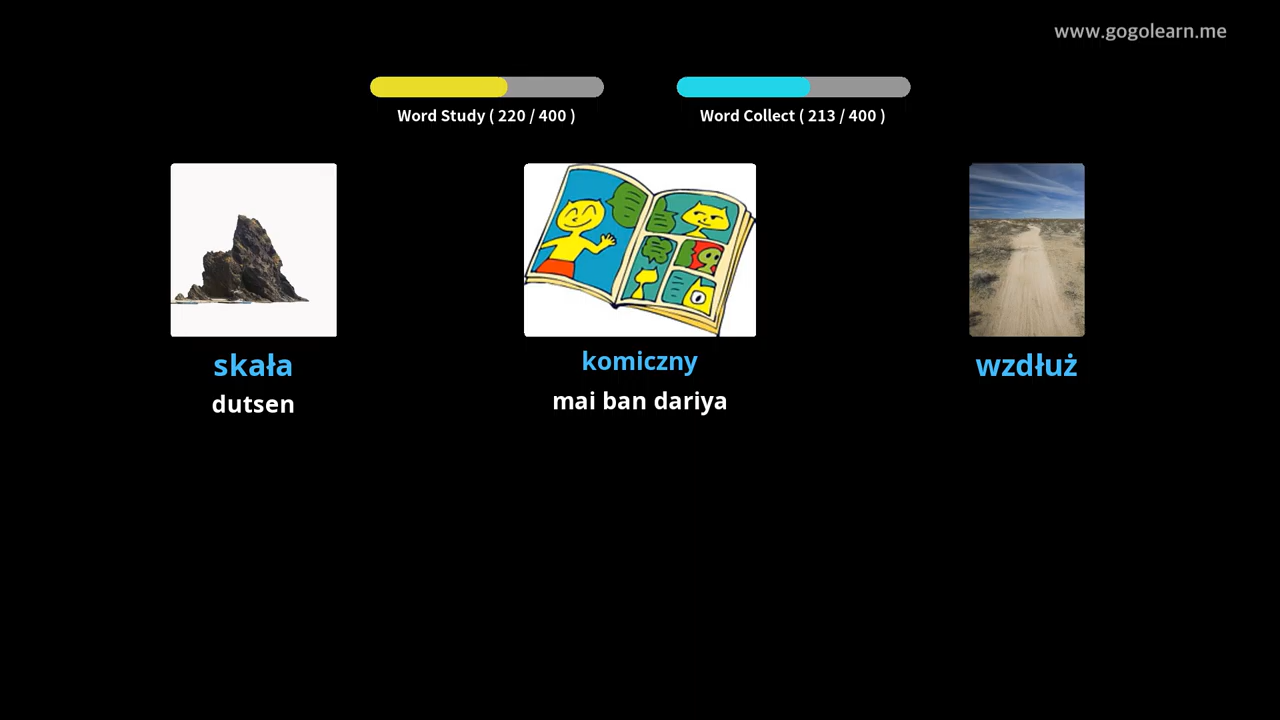 www.gogolearn.me
Word Study ( 220 / 400 )
Word Collect ( 213 / 400 )
skała
komiczny
wzdłuż
dutsen
mai ban dariya